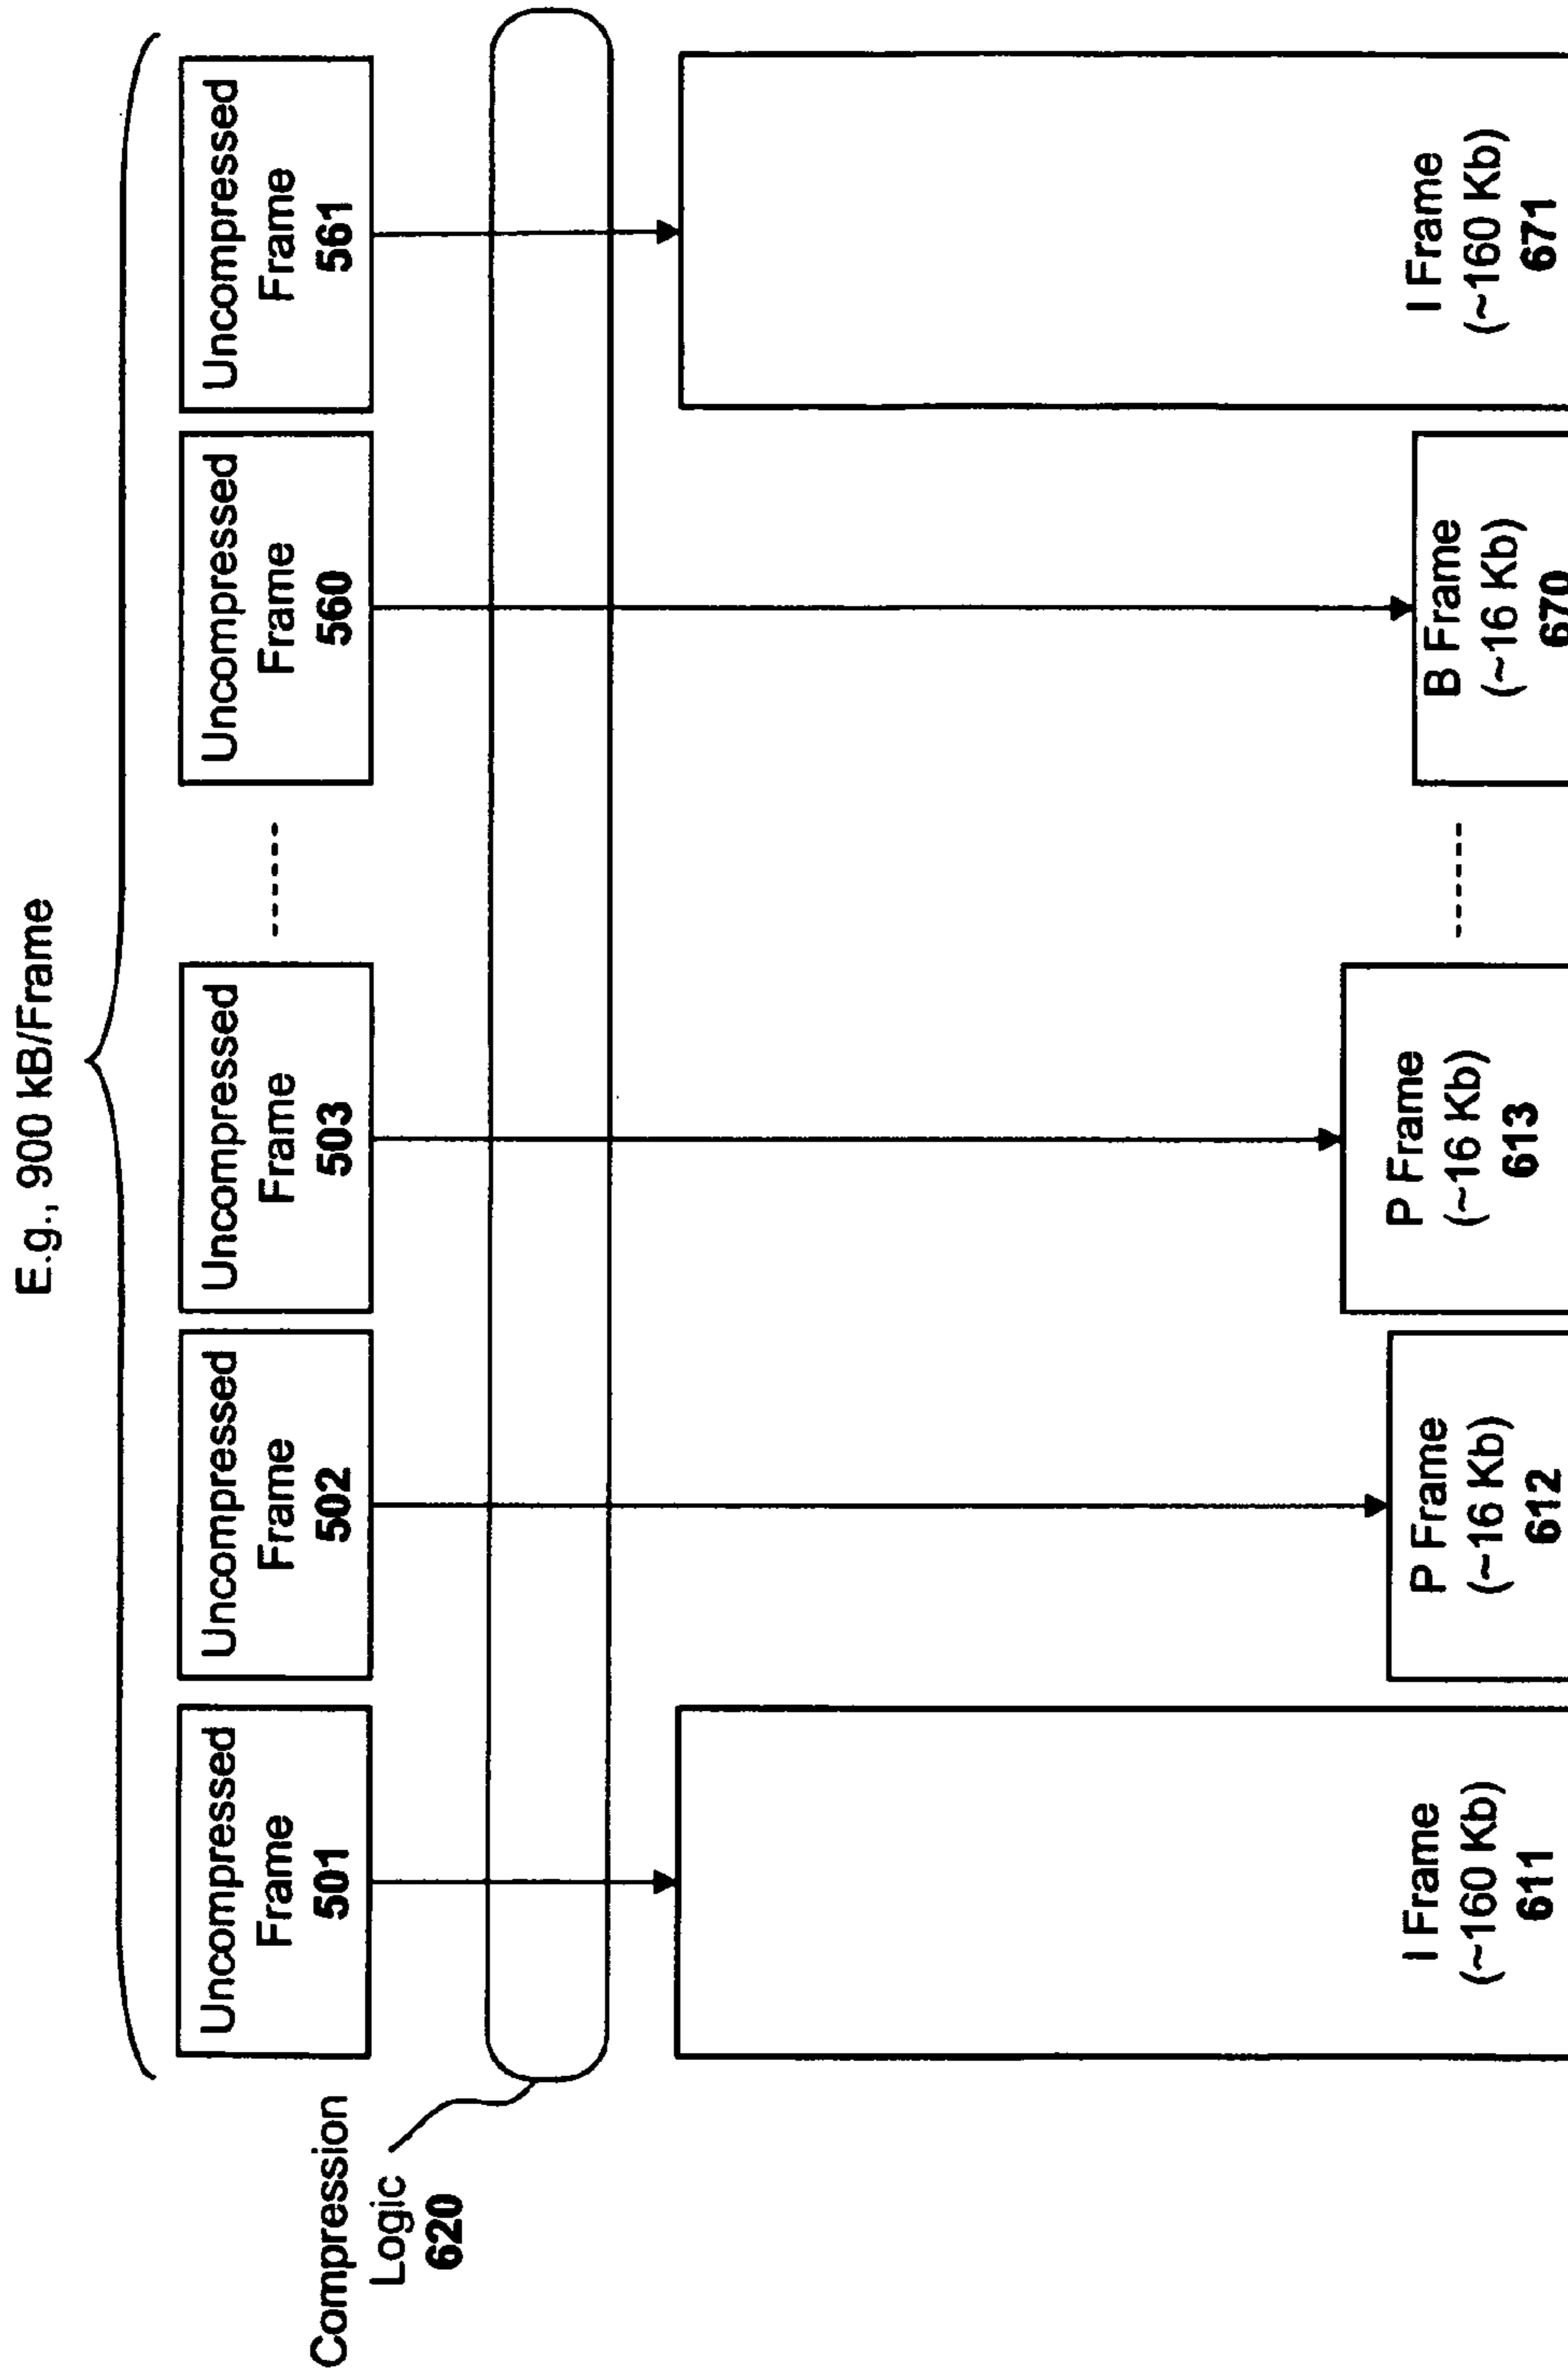 E.g., 900 kB/Frame
Uncompressed
Frame
501
Uncompressed
Frame
502
Uncompressed
Frame
503
-------
Uncompressed
Frame
560
Uncompressed
Frame
561
Compression
Logic
620
I Frame
(~160 Kb)
611
P Frame
(~16 Kb)
612
P Frame
(~16 Kb)
613
-------
B Frame
(~16 Kb)
670
I Frame
(~160 Kb)
671